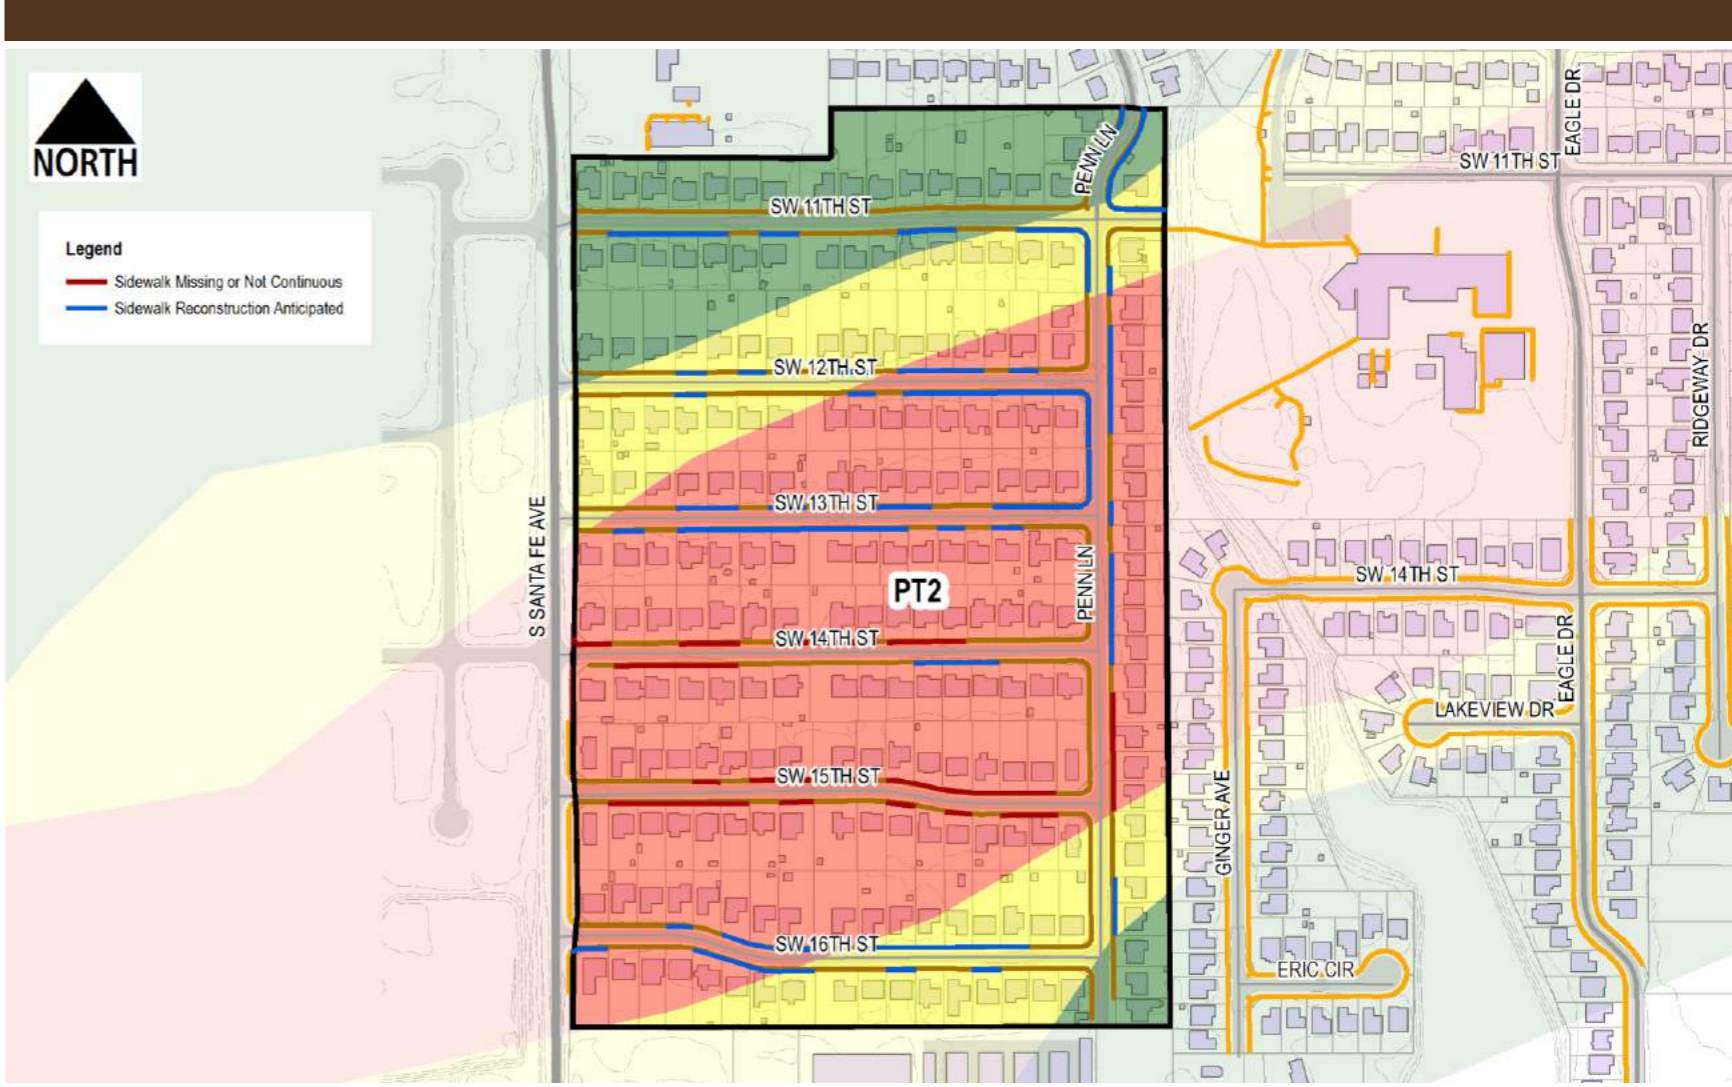 NORTH
Legend
Sidewalk Missing or Not Continuous
Sidewalk Reconstruction Anticipated
PENN LN
EAGLE DR
SW 11TH ST
SW 11TH ST
RIDGEWAY DR
SW 12TH ST
SW 13TH ST
S SANTA FE AVE
PENN LN
PT2
SW 14TH ST
SW 14TH ST
EAGLE DR
LAKEVIEW DR
SW 15TH ST
GINGER AVE
SW 16TH ST
ERIC CIR